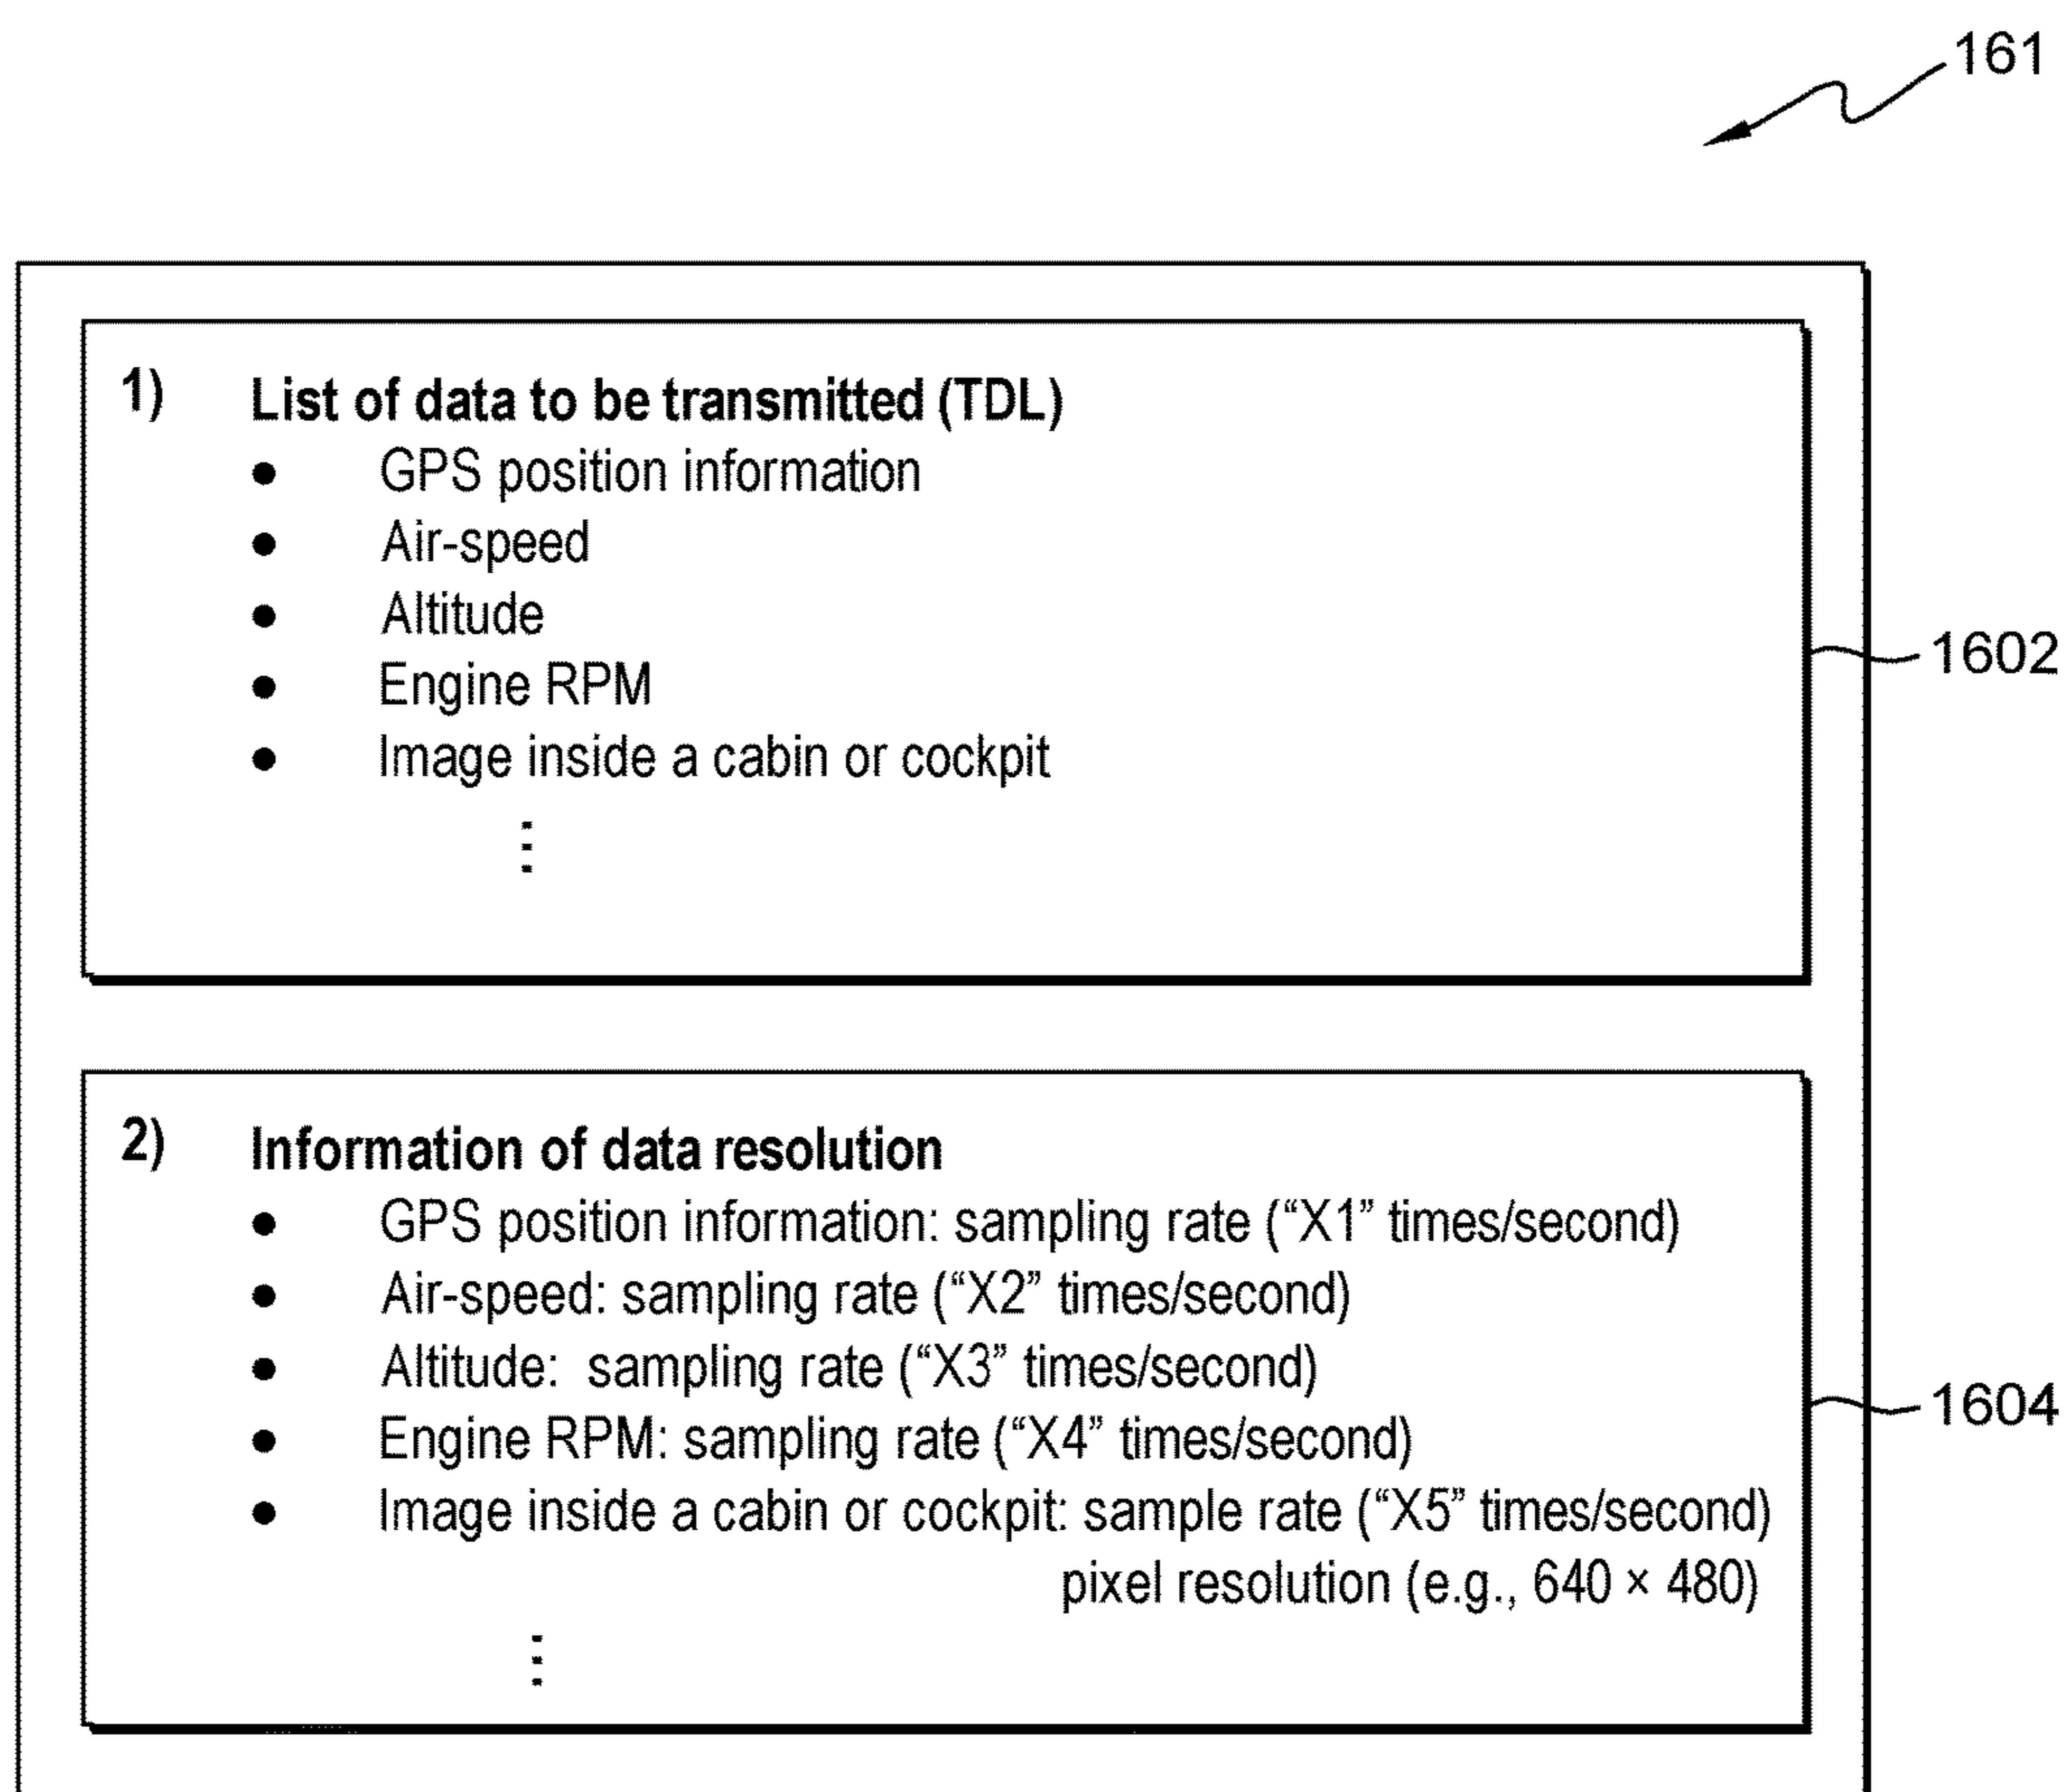 161
1) List of data to be transmitted (TDL)
● GPS position information
● Air-speed
● Altitude
● Engine RPM
● Image inside a cabin or cockpit
⋮
1602
2) Information of data resolution
● GPS position information: sampling rate (“X1” times/second)
● Air-speed: sampling rate (“X2” times/second)
● Altitude: sampling rate (“X3” times/second)
● Engine RPM: sampling rate (“X4” times/second)
● Image inside a cabin or cockpit: sample rate (“X5” times/second)
pixel resolution (e.g., 640 × 480)
⋮
1604